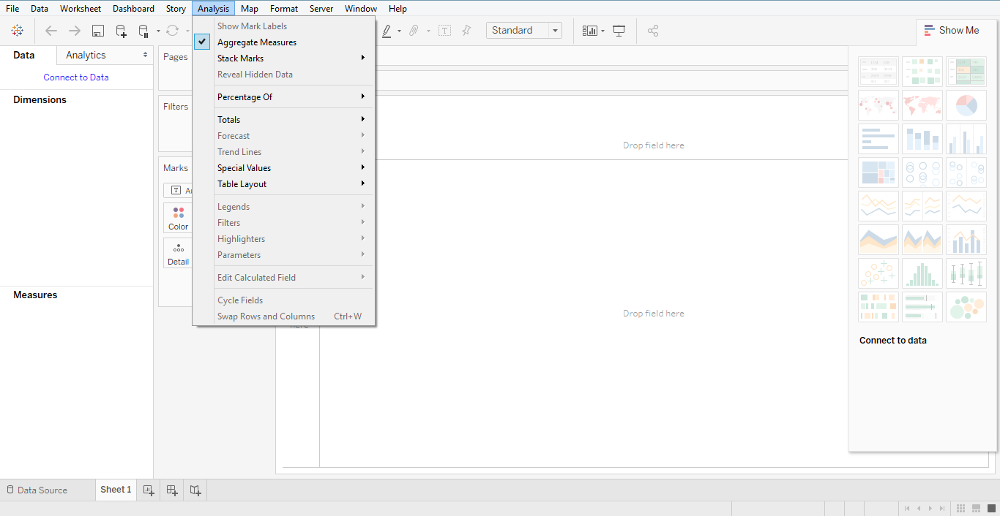 File Data Worksheet Dashboard Story Analysis Map Format Server Window Help
Standard
Show Me
Data Analytics
Connect to Data
Dimensions
Measures
Pages
Filters
Marks
Color
Detail
Show Mark Labels
Aggregate Measures
Stack Marks
Reveal Hidden Data
Percentage Of
Totals
Forecast
Trend Lines
Special Values
Table Layout
Legends
Filters
Highlighters
Parameters
Edit Calculated Field
Cycle Fields
Swap Rows and Columns Ctrl+W
Drop field here
Drop field here
Connect to data
Data Source Sheet 1